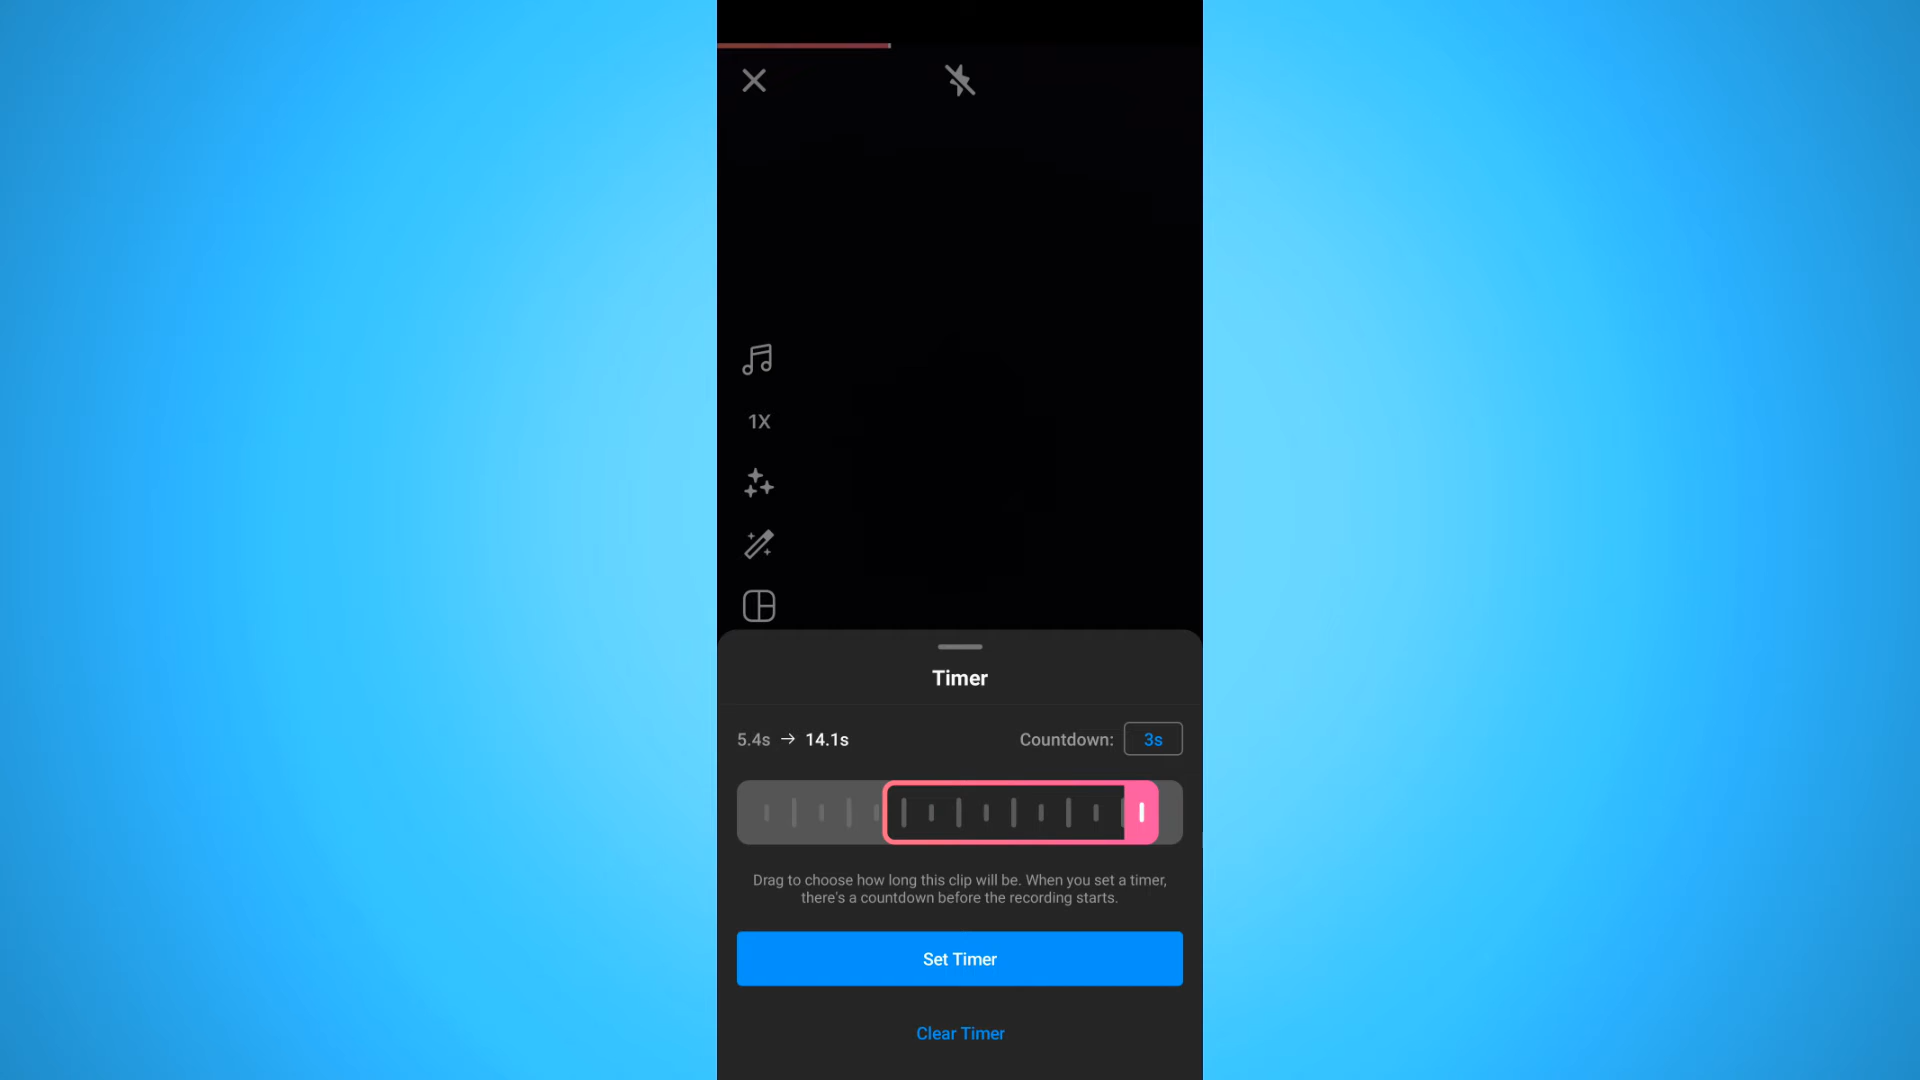 1X
Timer
5.4s → 14.1s Countdown: 3s
Drag to choose how long this clip will be. When you set a timer,
there's a countdown before the recording starts.
Set Timer
Clear Timer